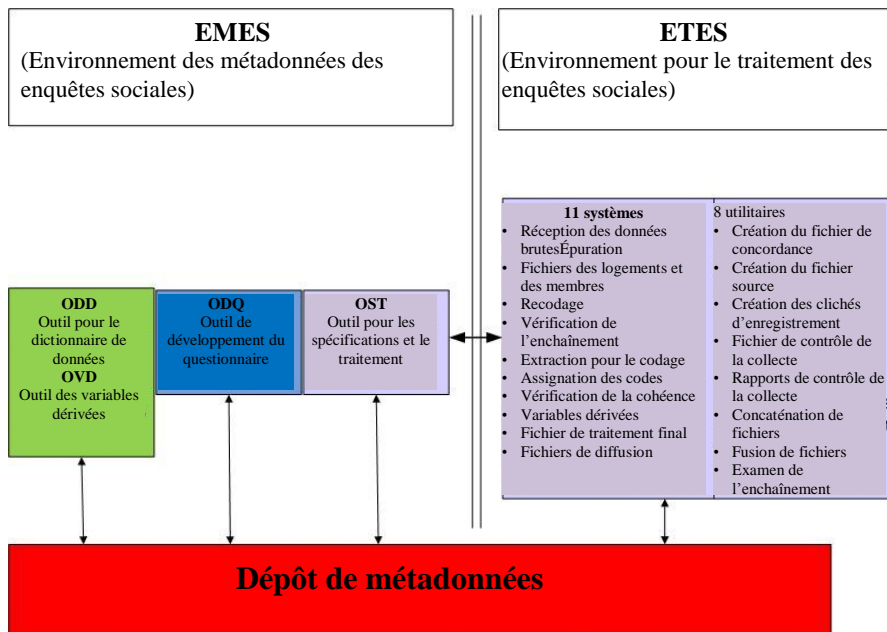 EMES
(Environnement des métadonnées des
enquêtes sociales)
ETES
(Environnement pour le traitement des
enquêtes sociales)
ODD
Outil pour le
dictionnaire de
données
OVD
Outil des variables
dérivées
ODQ
Outil de
développement du
questionnaire
OST
Outil pour les
spécifications et le
traitement
11 systèmes
• Réception des données
brutesÉpuration
• Fichiers des logements et
des membres
• Recodage
• Vérification de
l'enchaînement
• Extraction pour le codage
• Assignation des codes
• Vérification de la cohéence
• Variables dérivées
• Fichier de traitement final
• Fichiers de diffusion
8 utilitaires
• Création du fichier de
concordance
• Création du fichier
source
• Création des clichés
d'enregistrement
• Fichier de contrôle de
la collecte
• Rapports de contrôle de
la collecte
• Concaténation de
fichiers
• Fusion de fichiers
• Examen de
l'enchaînement
Dépôt de métadonnées